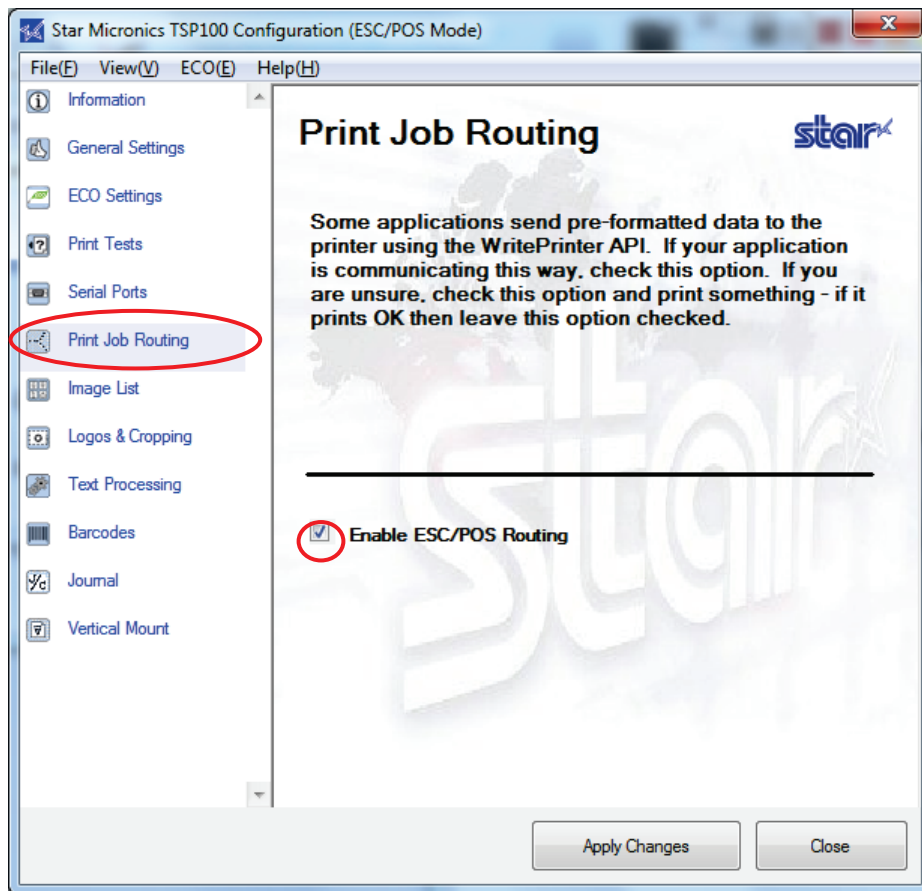 Star Micronics TSP100 Configuration (ESC/POS Mode)
File(F) View(V) ECO(E) Help(H)
Information
General Settings
ECO Settings
Print Tests
Serial Ports
Print Job Routing
Image List
Logos & Cropping
Text Processing
Barcodes
Journal
Vertical Mount
Print Job Routing
star
Some applications send pre-formatted data to the
printer using the WritePrinter API. If your application
is communicating this way, check this option. If you
are unsure, check this option and print something - if it
prints OK then leave this option checked.
star
Enable ESC/POS Routing
Apply Changes
Close